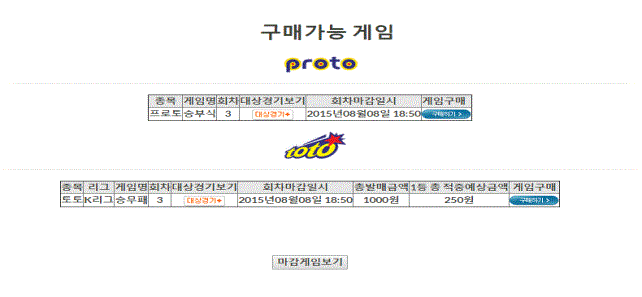 구매가능 게임
proto
종목 게임명 회차 대상경기보기 회차마감일시 게임구매
프로토 승부식 3 대상경기+ 2015년08월08일 18:50 구매하기 >
toto
종목 리그 게임명 회차 대상경기보기 회차마감일시 총발매금액 1등 총 적중예상금액 게임구매
토토 K리그 승무패 3 대상경기+ 2015년08월08일 18:50 1000원 250원 구매하기 >
마감게임보기